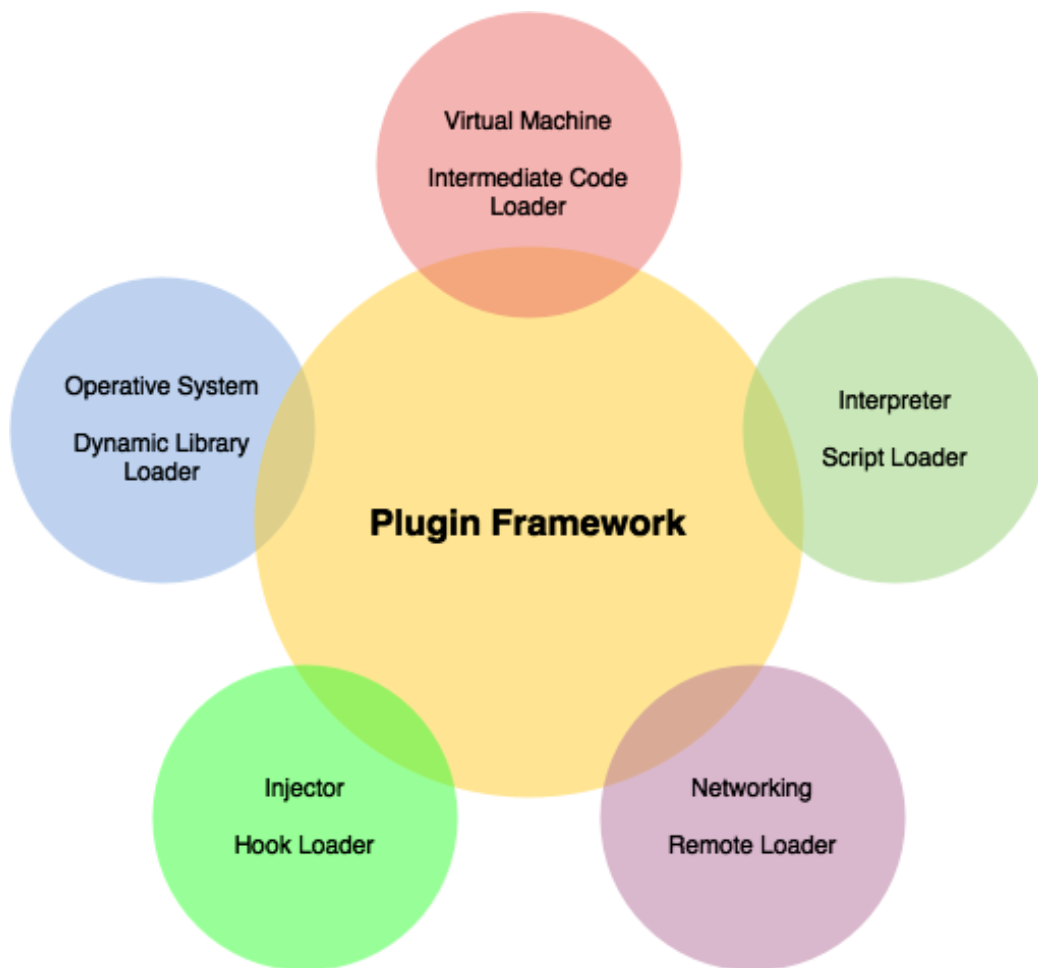 Virtual Machine
Intermediate Code
Loader
Operative System
Dynamic Library
Loader
Interpreter
Script Loader
Plugin Framework
Injector
Hook Loader
Networking
Remote Loader